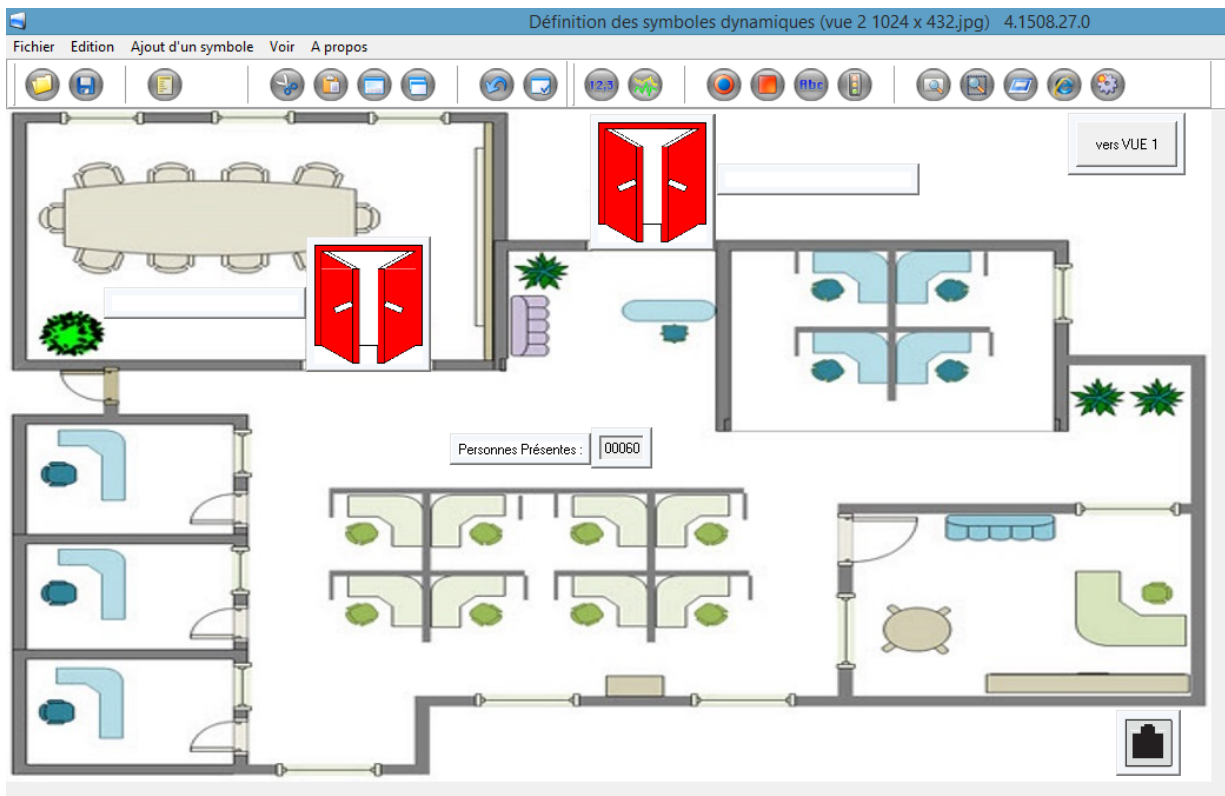 Définition des symboles dynamiques (vue 2 1024 x 432.jpg) 4.1508.27.0
Fichier Edition Ajout d'un symbole Voir A propos
12,3 Abc
vers VUE 1
Personnes Présentes : 00060